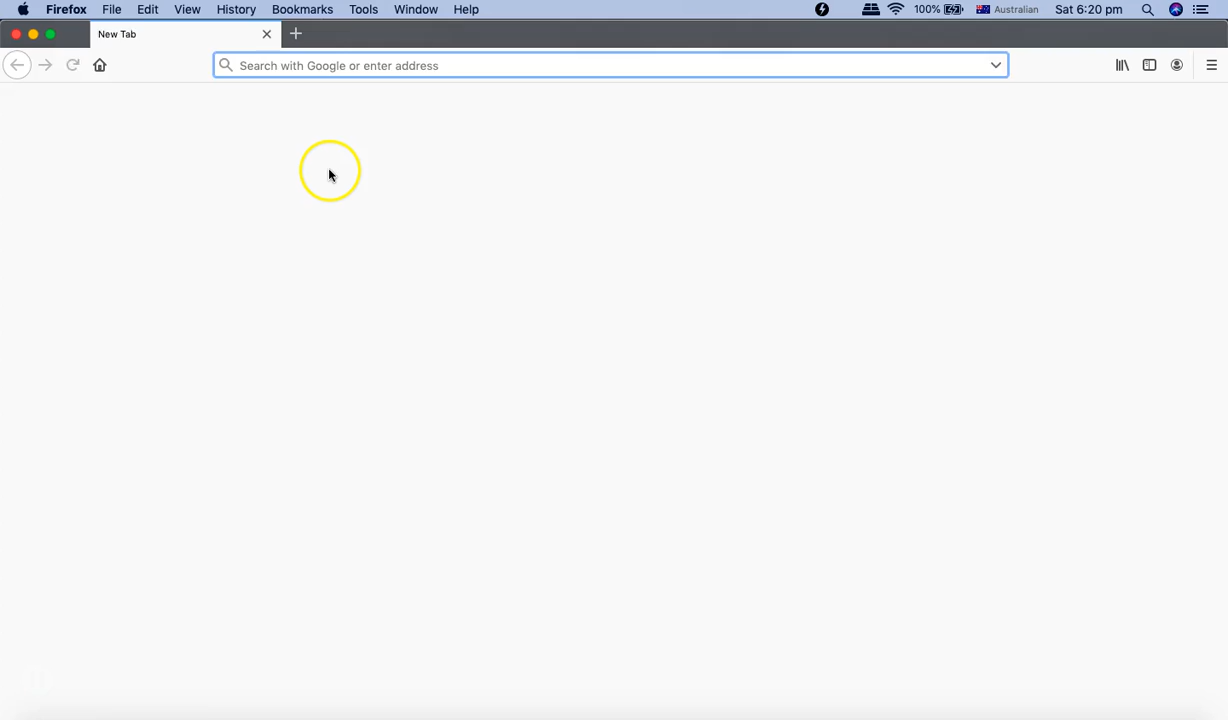 Firefox File Edit View History Bookmarks Tools Window Help 100% Australian Sat 6:20 pm
New Tab
Search with Google or enter address